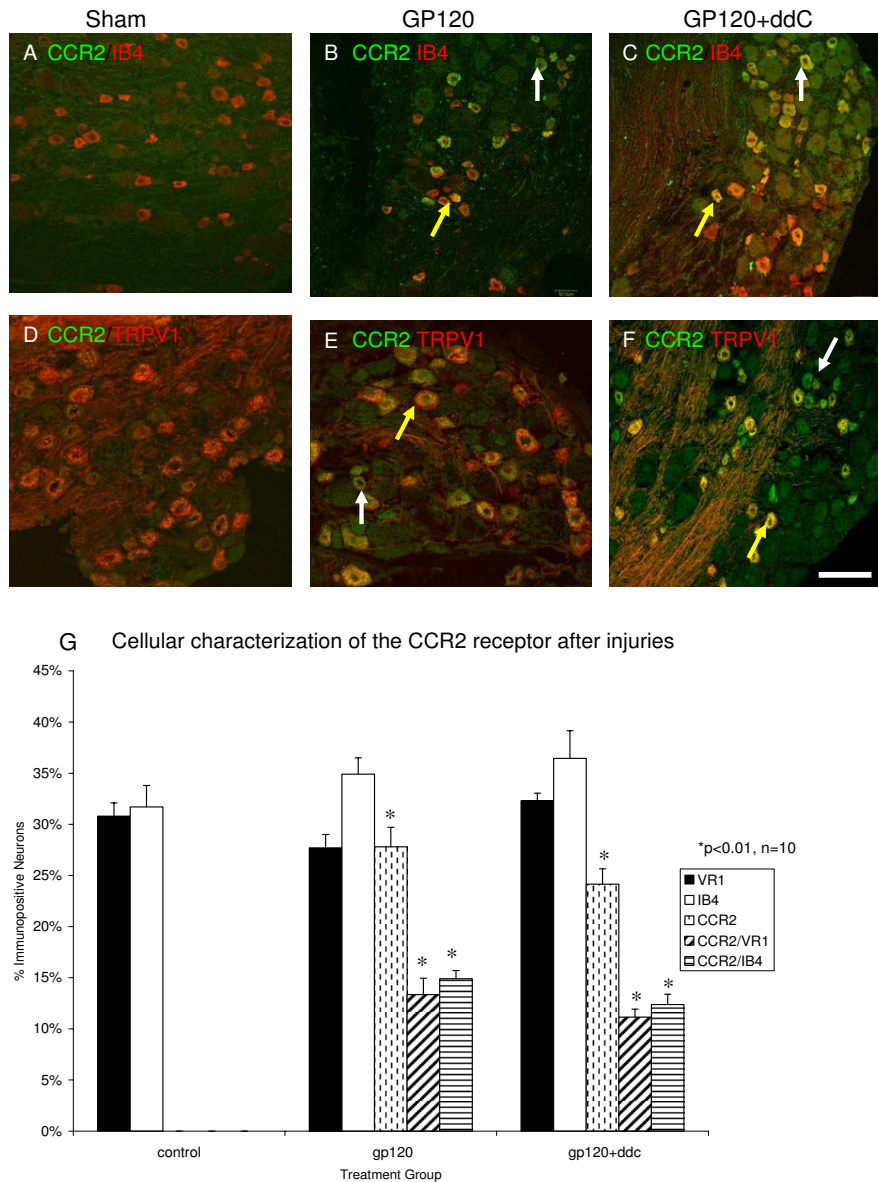 Sham GP120 GP120+ddC
A CCR2/IB4
B CCR2 IB4
C CCR2 IB4
D CCR2 TRPV1
E CCR2 TRPV1
F CCR2 TRPV1
G Cellular characterization of the CCR2 receptor after injuries
45%
40%
35%
30%
25%
20%
15%
10%
5%
0%
% Immunopositive Neurons
* * *
* * *
*p<0.01, n=10
VR1
IB4
CCR2
CCR2/VR1
CCR2/IB4
control gp120 gp120+ddc
Treatment Group